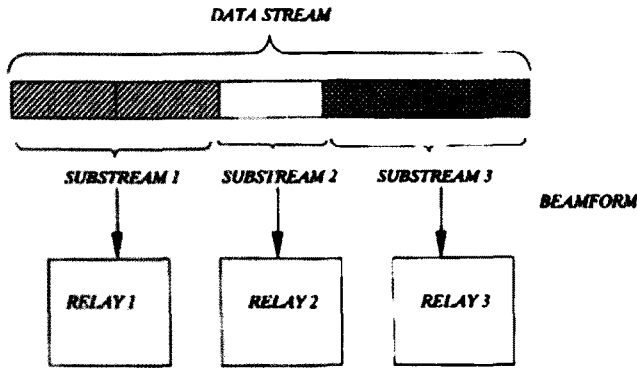 DATA STREAM
SUBSTREAM 1 SUBSTREAM 2 SUBSTREAM 3
BEAMFORM
RELAY 1 RELAY 2 RELAY 3